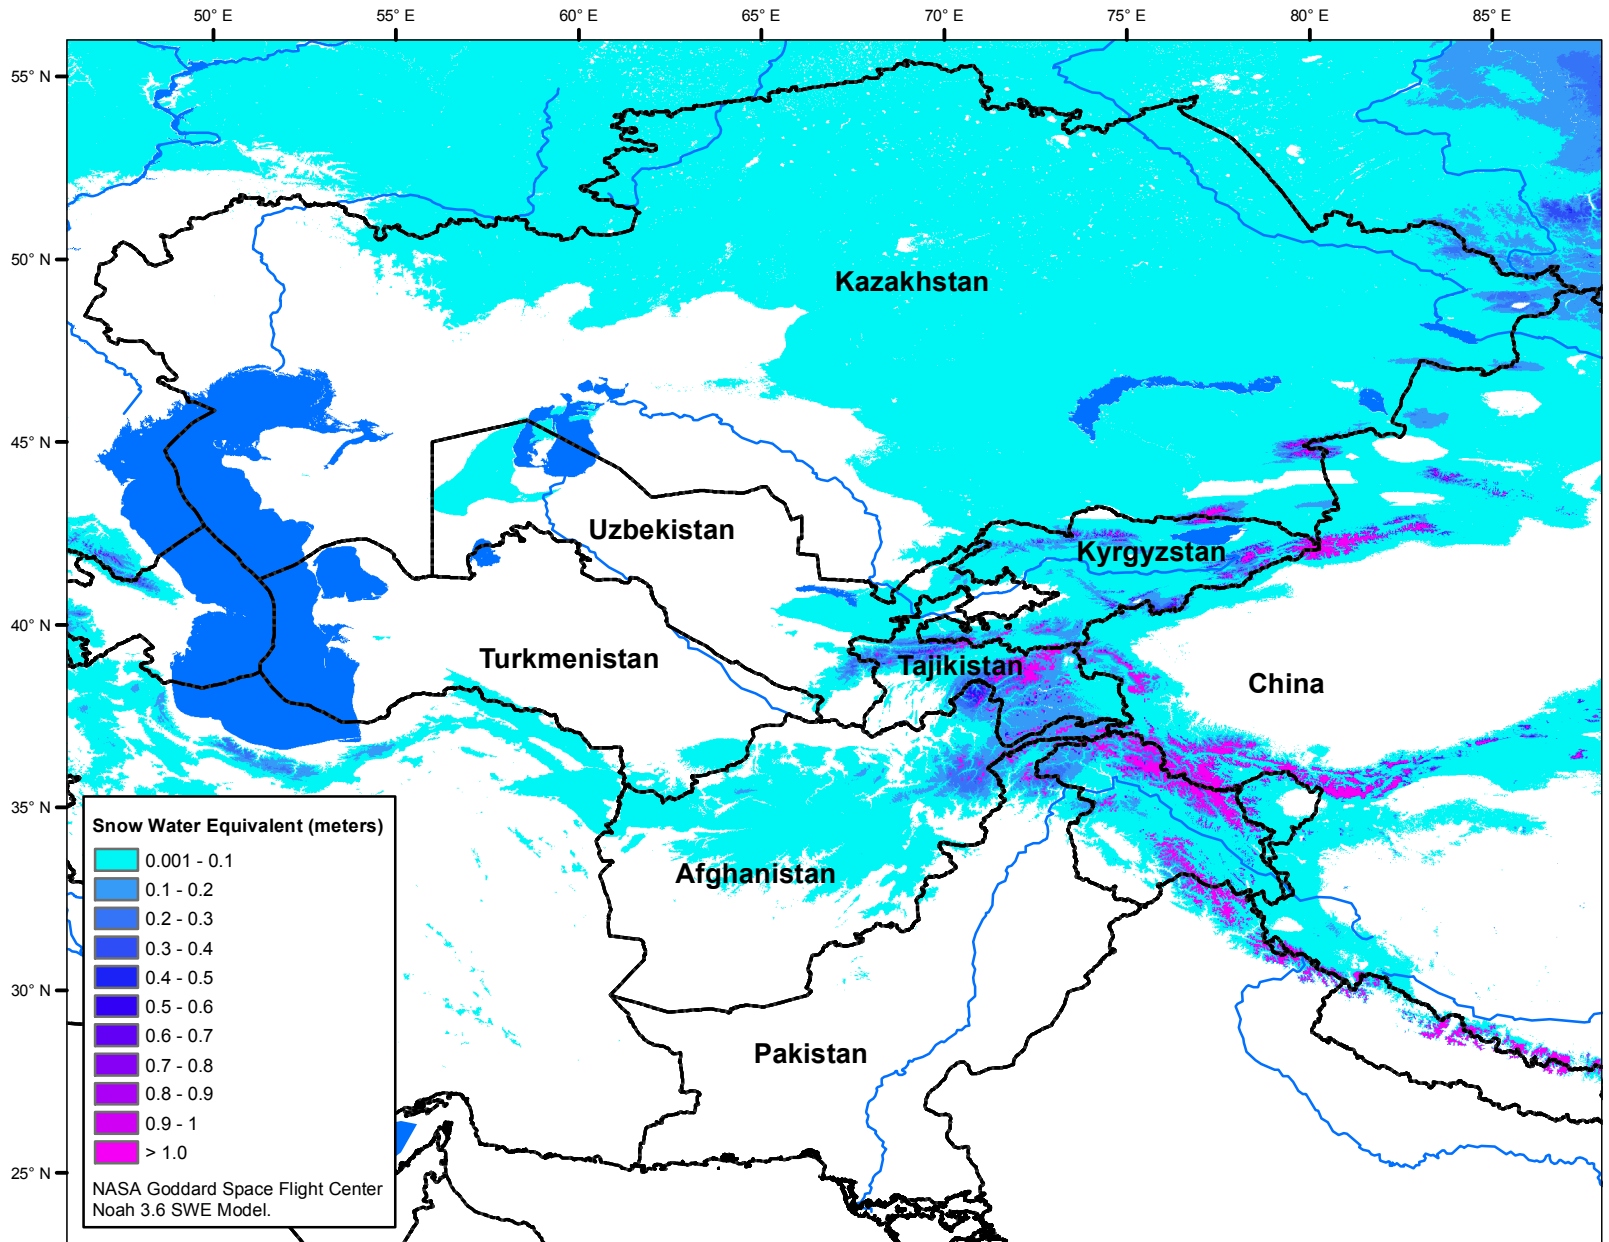 50° E 55° E 60° E 65° E 70° E 75° E 80° E 85° E
55° N
50° N
Kazakhstan
45° N
Uzbekistan
Kyrgyzstan
40° N
Turkmenistan
Tajikistan
China
35° N
Snow Water Equivalent (meters)
0.001 - 0.1
0.1 - 0.2
0.2 - 0.3
0.3 - 0.4
0.4 - 0.5
0.5 - 0.6
0.6 - 0.7
0.7 - 0.8
0.8 - 0.9
0.9 - 1
> 1.0
NASA Goddard Space Flight Center
Noah 3.6 SWE Model.
Afghanistan
30° N
Pakistan
25° N